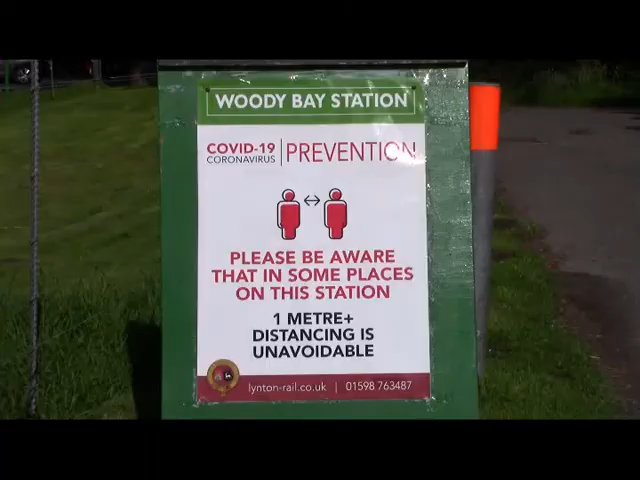 WOODY BAY STATION
COVID-19 PREVENTION
CORONAVIRUS
PLEASE BE AWARE
THAT IN SOME PLACES
ON THIS STATION
1 METRE+
DISTANCING IS
UNAVOIDABLE
lynton-rail.co.uk | 01598 763487